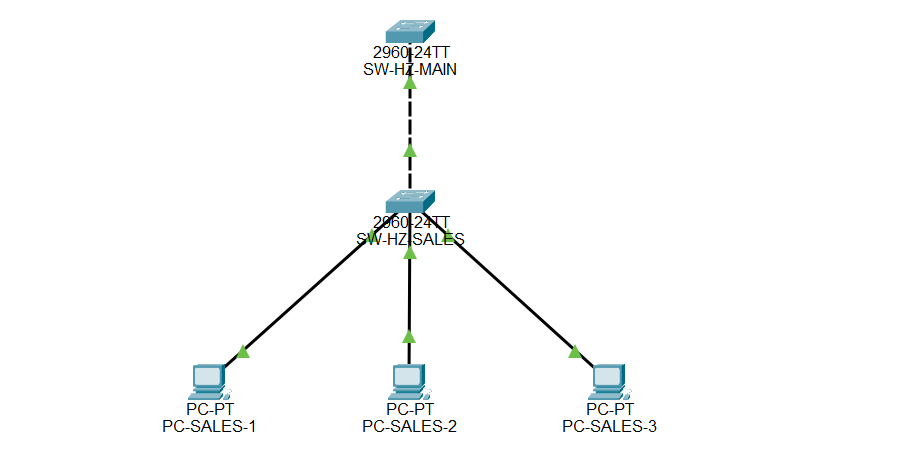 2960-24TT
SW-HZ-MAIN
2960-24TT
SW-HZ-SALES
PC-PT
PC-SALES-1
PC-PT
PC-SALES-2
PC-PT
PC-SALES-3